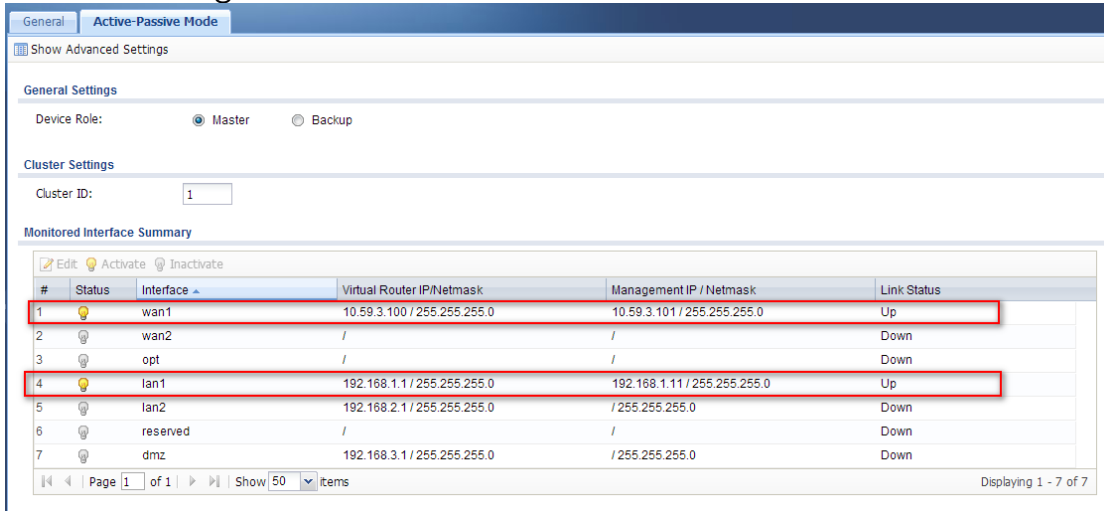 General Active-Passive Mode
Show Advanced Settings
General Settings
Device Role: Master Backup
Cluster Settings
Cluster ID: 1
Monitored Interface Summary
Edit Activate Inactivate
# Status Interface Virtual Router IP/Netmask Management IP / Netmask Link Status
1 wan1 10.59.3.100 / 255.255.255.0 10.59.3.101 / 255.255.255.0 Up
2 wan2 / / Down
3 opt / / Down
4 lan1 192.168.1.1 / 255.255.255.0 192.168.1.11 / 255.255.255.0 Up
5 lan2 192.168.2.1 / 255.255.255.0 / 255.255.255.0 Down
6 reserved / / Down
7 dmz 192.168.3.1 / 255.255.255.0 / 255.255.255.0 Down
Page 1 of 1 Show 50 items Displaying 1 - 7 of 7